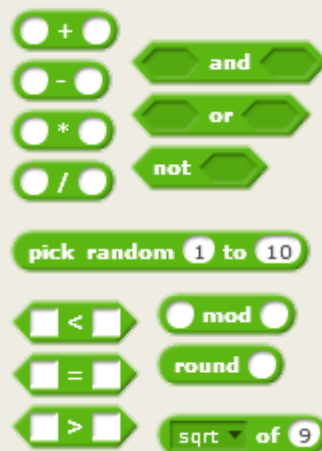 +
-
*
/
and
or
not
pick random 1 to 10
<
=
>
mod
round
sqrt of 9